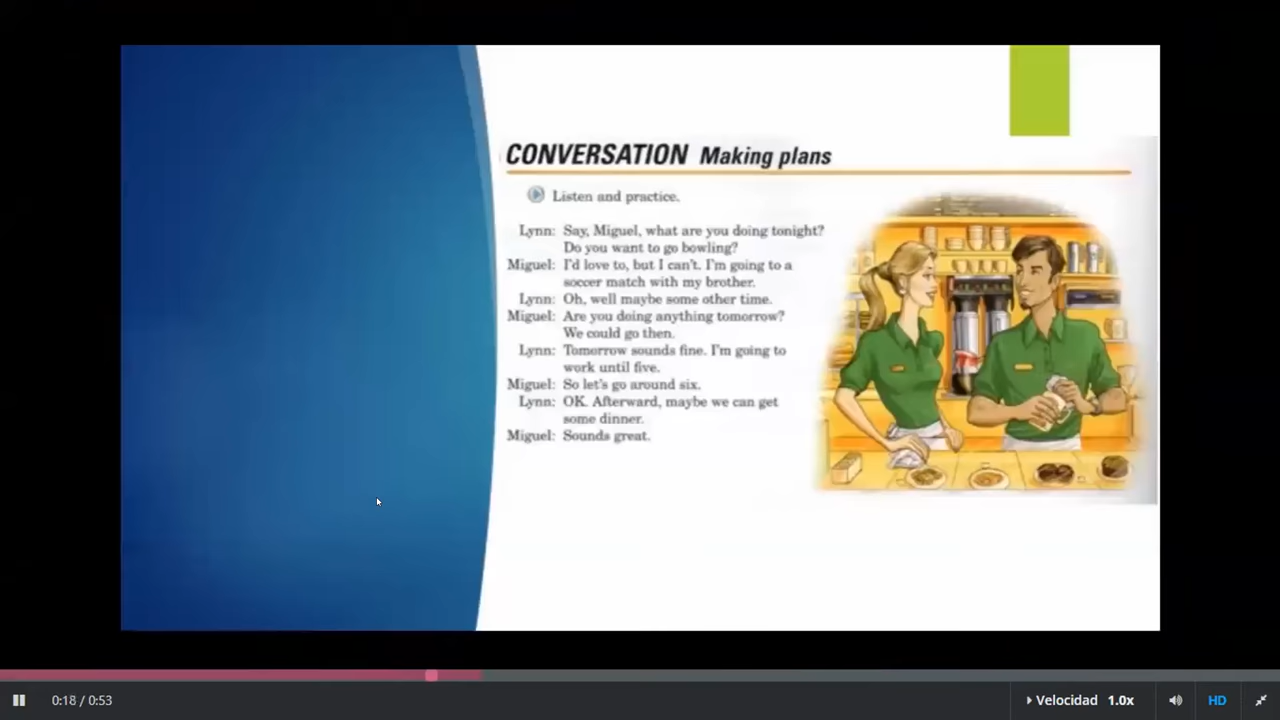 CONVERSATION Making plans
Listen and practice.
Lynn: Say, Miguel, what are you doing tonight?
Do you want to go bowling?
Miguel: I'd love to, but I can't. I'm going to a
soccer match with my brother.
Lynn: Oh, well maybe some other time.
Miguel: Are you doing anything tomorrow?
We could go then.
Lynn: Tomorrow sounds fine. I'm going to
work until five.
Miguel: So let's go around six.
Lynn: OK. Afterward, maybe we can get
some dinner.
Miguel: Sounds great.
0:18 / 0:53 Velocidad 1.0x HD